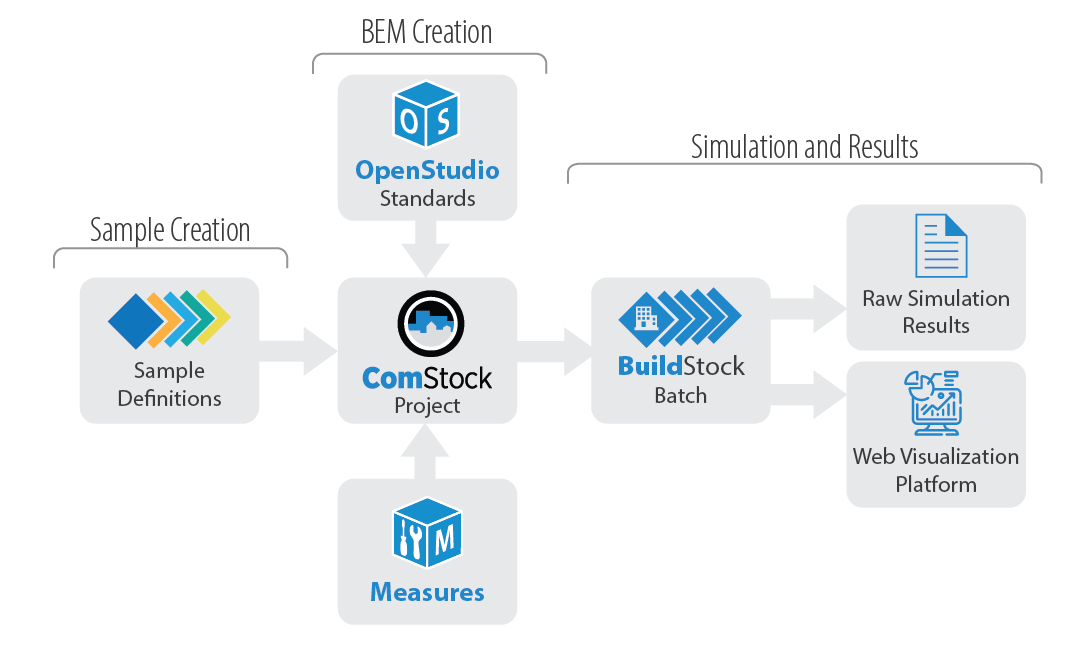 BEM Creation
OS
OpenStudio
Standards
Simulation and Results
Sample Creation
Sample
Definitions
ComStock
Project
BuildStock
Batch
Raw Simulation
Results
Web Visualization
Platform
M
Measures